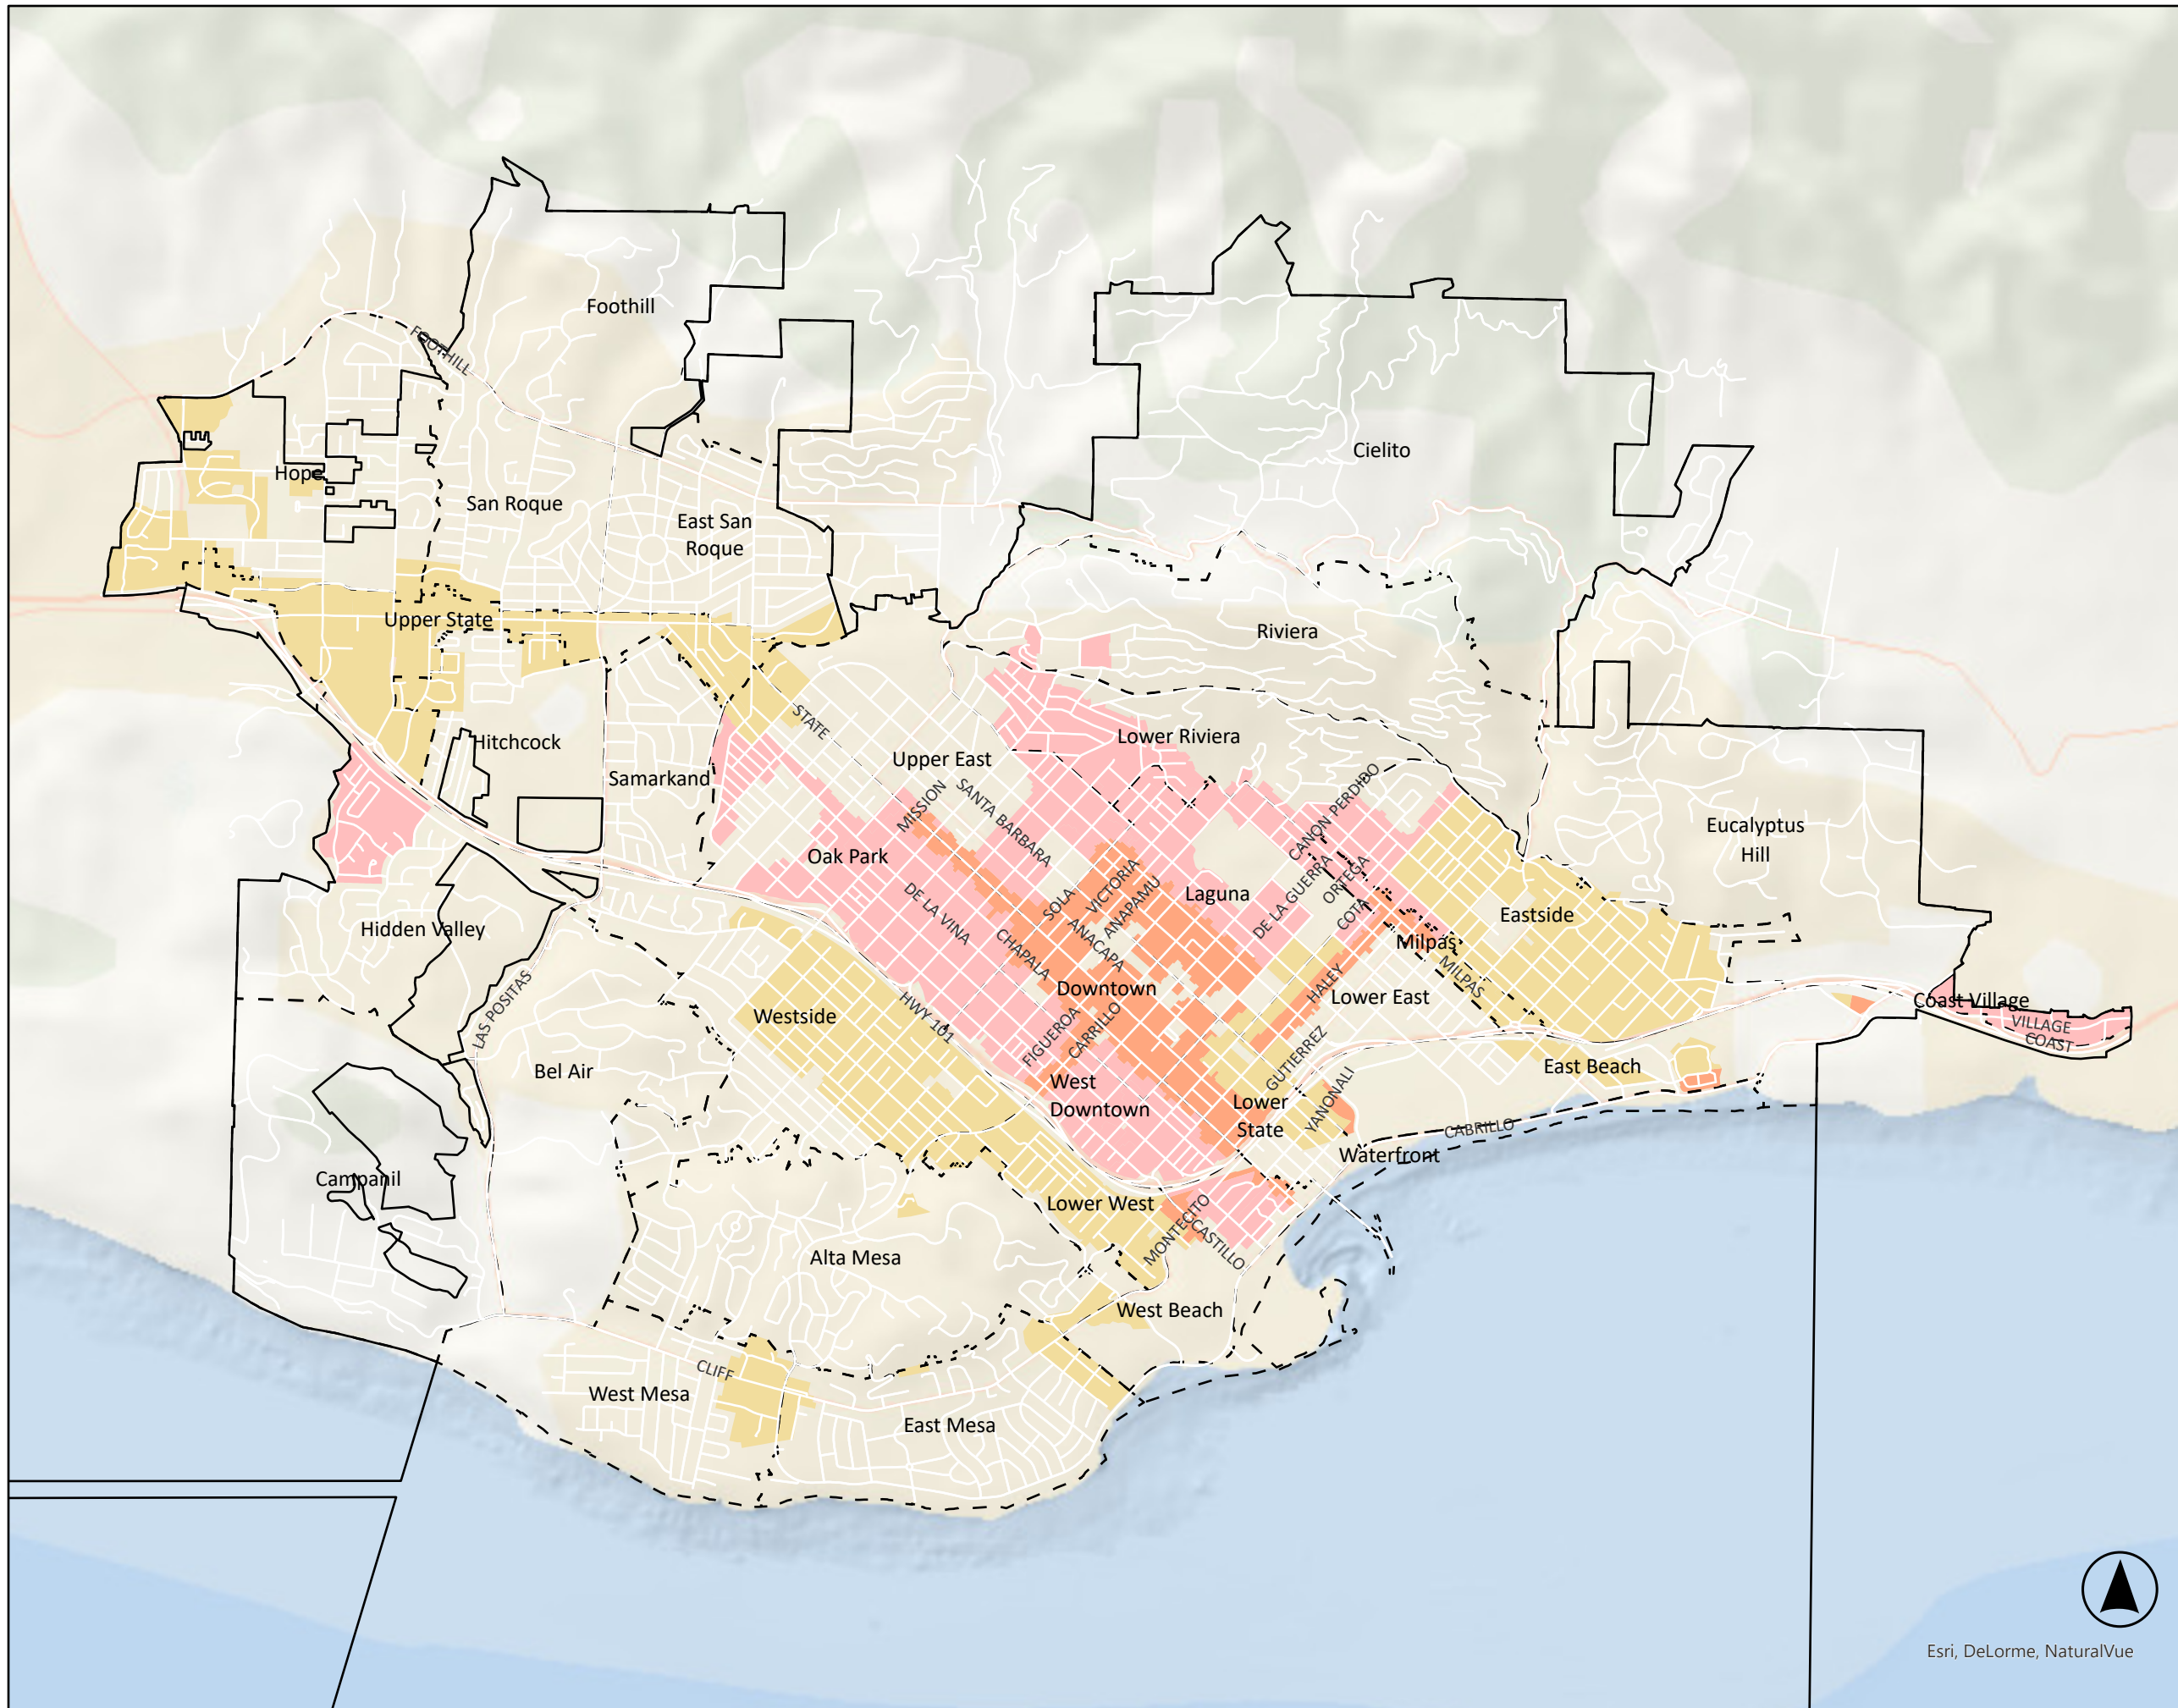 Foothill
FOOTHILL
Cielito
Hope
San Roque
East San
Roque
Upper State
Riviera
STATE
Lower Riviera
Hitchcock
Upper East
Samarkand
MISSION
SANTA BARBARA
CANON PERDIDO
Eucalyptus
Hill
Oak Park
VICTORIA
SOLA
ANAPAMU
Laguna
DE LA GUERRA
ORTEGA
COTA
Eastside
DE LA VINA
Hidden Valley
CHAPALA
ANACAPA
Milpas
MILPAS
Downtown
HALEY
Lower East
Coast Village
VILLAGE
COAST
LAS POSITAS
Westside
HWY 101
FIGUEROA
CARRILLO
GUTIERREZ
Bel Air
East Beach
West
Downtown
YANONALI
Lower
State
CABRILLO
Waterfront
Campanil
Lower West
MONTECITO
CASTILLO
Alta Mesa
West Beach
CLIFF
West Mesa
East Mesa
Esri, DeLorme, NaturalVue